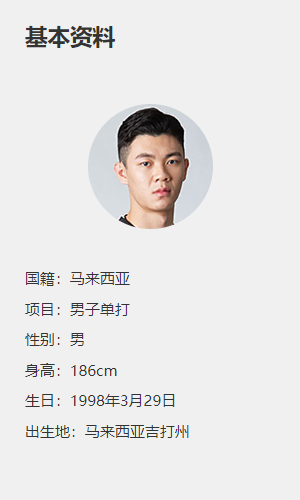 基本资料
国籍：马来西亚
项目：男子单打
性别：男
身高：186cm
生日：1998年3月29日
出生地：马来西亚吉打州